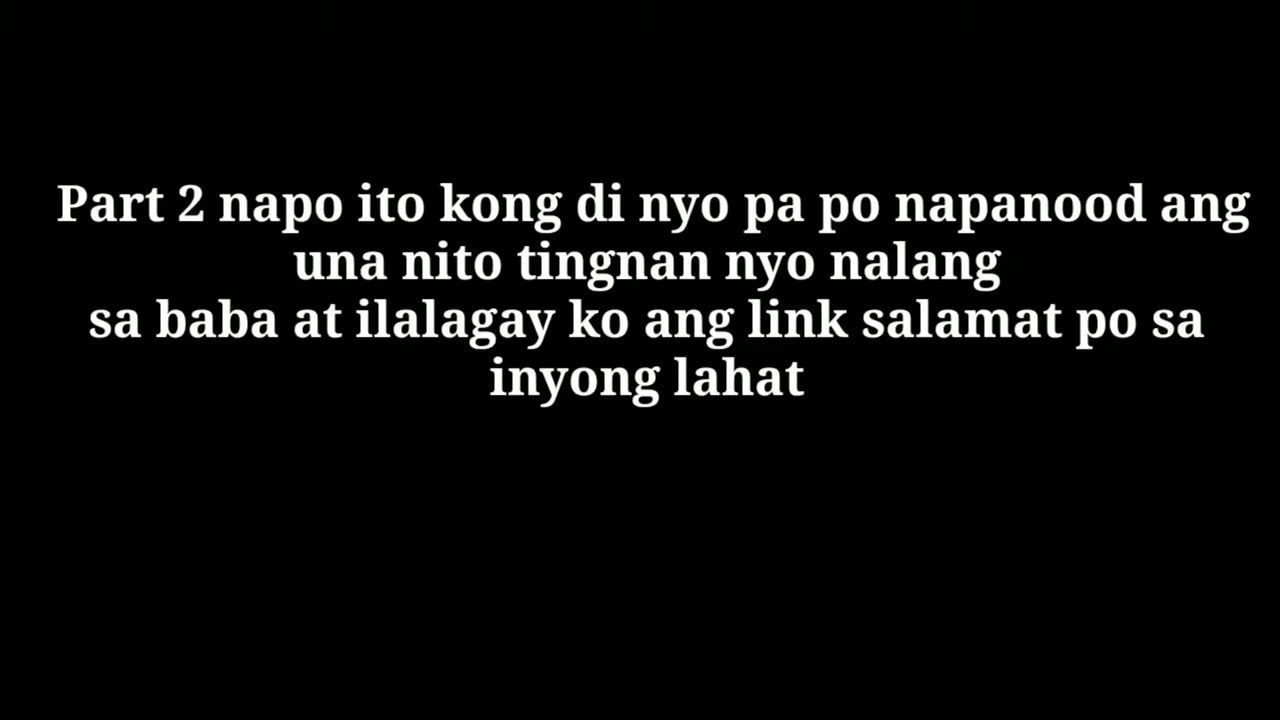 Part 2 napo ito kong di nyo pa po napanood ang
una nito tingnan nyo nalang
sa baba at ilalagay ko ang link salamat po sa
inyong lahat